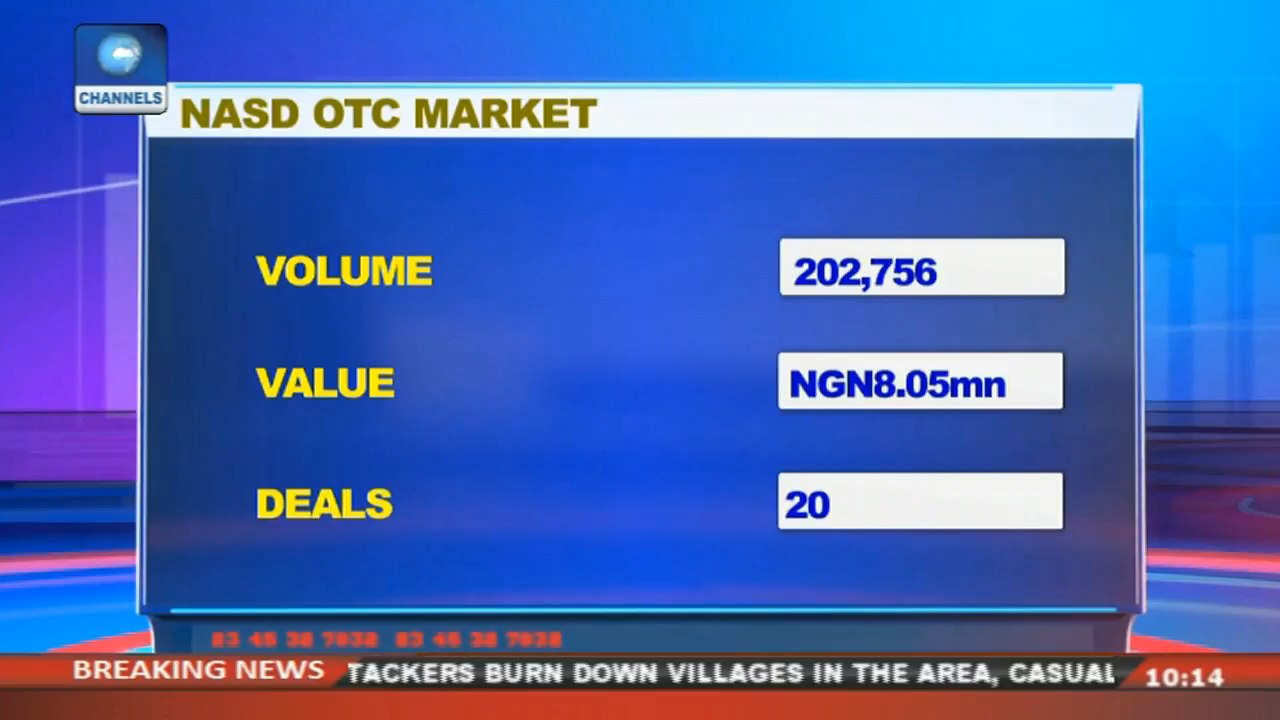 CHANNELS
NASD OTC MARKET
VOLUME 202,756
VALUE NGN8.05mn
DEALS 20
BREAKING NEWS TACKERS BURN DOWN VILLAGES IN THE AREA, CASUAL 10:14